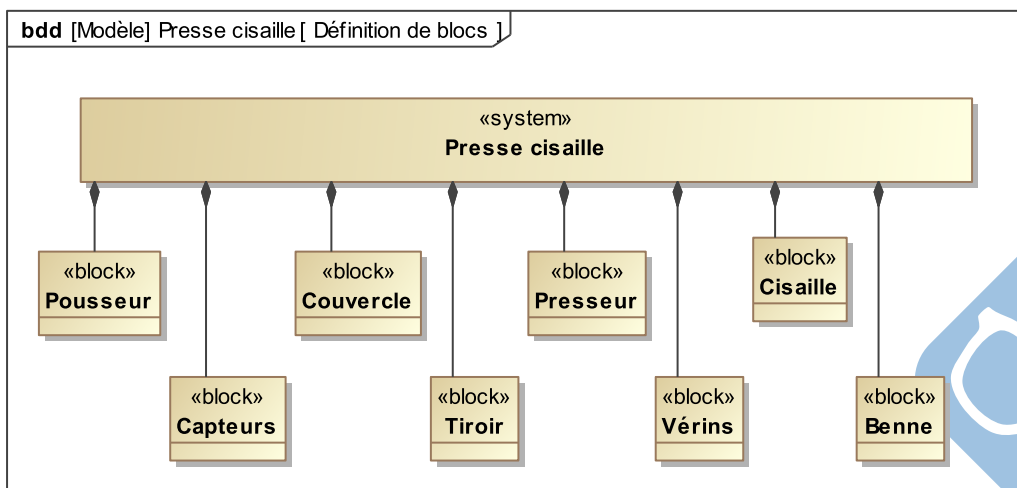 bdd [Modèle] Presse cisaille [ Définition de blocs ]
«system»
Presse cisaille
«block»
Pousseur
«block»
Couvercle
«block»
Presseur
«block»
Cisaille
«block»
Capteurs
«block»
Tiroir
«block»
Vérins
«block»
Benne